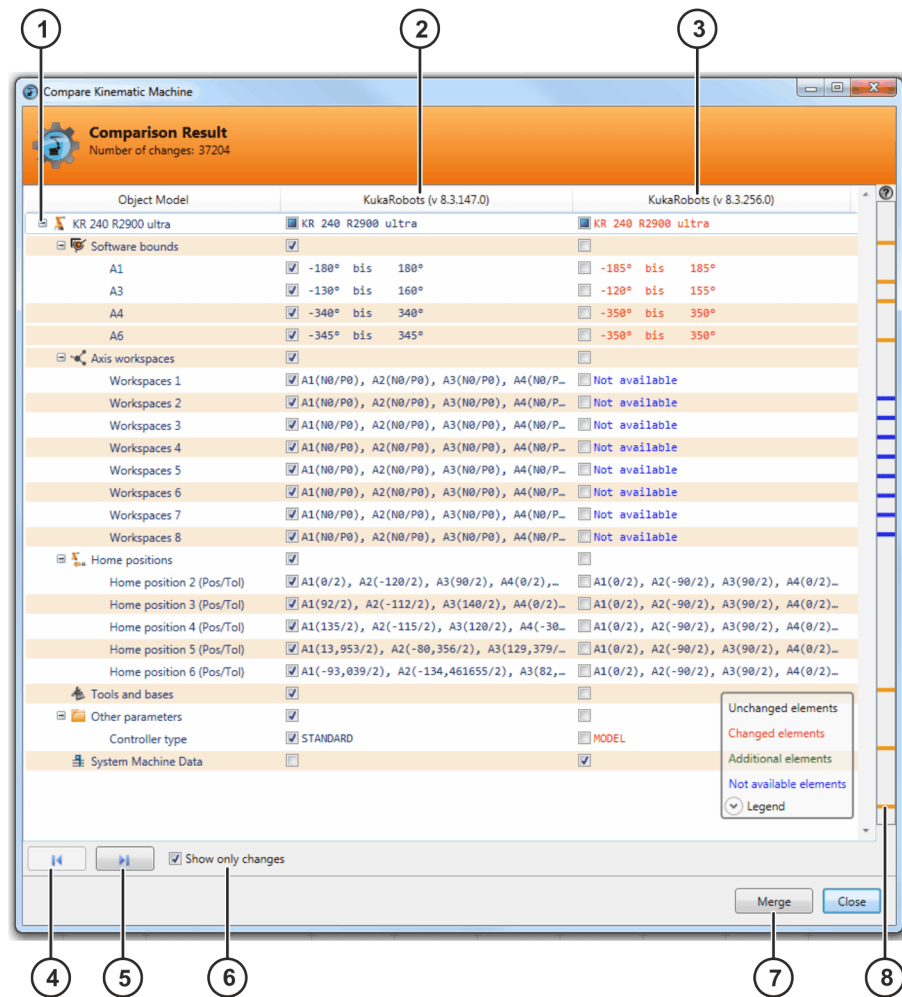 1 2 3
Compare Kinematic Machine
Comparison Result
Number of changes: 37204
Object Model KukaRobots (v 8.3.147.0) KukaRobots (v 8.3.256.0)
KR 240 R2900 ultra KR 240 R2900 ultra KR 240 R2900 ultra
Software bounds
A1 -180° bis 180° -185° bis 185°
A3 -130° bis 160° -120° bis 155°
A4 -340° bis 340° -350° bis 350°
A6 -345° bis 345° -350° bis 350°
Axis workspaces
Workspaces 1 A1(N0/P0), A2(N0/P0), A3(N0/P0), A4(N0/P… Not available
Workspaces 2 A1(N0/P0), A2(N0/P0), A3(N0/P0), A4(N0/P… Not available
Workspaces 3 A1(N0/P0), A2(N0/P0), A3(N0/P0), A4(N0/P… Not available
Workspaces 4 A1(N0/P0), A2(N0/P0), A3(N0/P0), A4(N0/P… Not available
Workspaces 5 A1(N0/P0), A2(N0/P0), A3(N0/P0), A4(N0/P… Not available
Workspaces 6 A1(N0/P0), A2(N0/P0), A3(N0/P0), A4(N0/P… Not available
Workspaces 7 A1(N0/P0), A2(N0/P0), A3(N0/P0), A4(N0/P… Not available
Workspaces 8 A1(N0/P0), A2(N0/P0), A3(N0/P0), A4(N0/P… Not available
Home positions
Home position 2 (Pos/Tol) A1(0/2), A2(-120/2), A3(90/2), A4(0/2),… A1(0/2), A2(-90/2), A3(90/2), A4(0/2)…
Home position 3 (Pos/Tol) A1(92/2), A2(-112/2), A3(140/2), A4(0/2)… A1(0/2), A2(-90/2), A3(90/2), A4(0/2)…
Home position 4 (Pos/Tol) A1(135/2), A2(-115/2), A3(120/2), A4(-30… A1(0/2), A2(-90/2), A3(90/2), A4(0/2)…
Home position 5 (Pos/Tol) A1(13,953/2), A2(-80,356/2), A3(129,379/… A1(0/2), A2(-90/2), A3(90/2), A4(0/2)…
Home position 6 (Pos/Tol) A1(-93,039/2), A2(-134,461655/2), A3(82,… A1(0/2), A2(-90/2), A3(90/2), A4(0/2)…
Tools and bases
Other parameters
Controller type STANDARD MODEL
System Machine Data
Unchanged elements
Changed elements
Additional elements
Not available elements
Legend
Show only changes
Merge Close
4 5 6 7 8